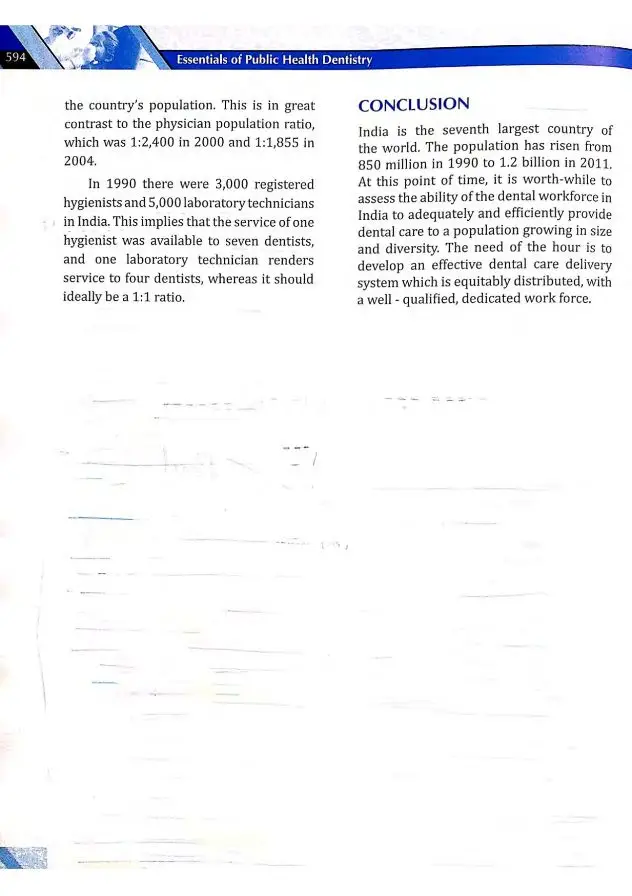 594
Essentials of Public Health Dentistry
the country's population. This is in great
contrast to the physician population ratio,
which was 1:2,400 in 2000 and 1:1,855 in
2004.
In 1990 there were 3,000 registered
hygienists and 5,000 laboratory technicians
in India. This implies that the service of one
hygienist was available to seven dentists,
and one laboratory technician renders
service to four dentists, whereas it should
ideally be a 1:1 ratio.
CONCLUSION
India is the seventh largest country of
the world. The population has risen from
850 million in 1990 to 1.2 billion in 2011.
At this point of time, it is worth-while to
assess the ability of the dental workforce in
India to adequately and efficiently provide
dental care to a population growing in size
and diversity. The need of the hour is to
develop an effective dental care delivery
system which is equitably distributed, with
a well - qualified, dedicated work force.